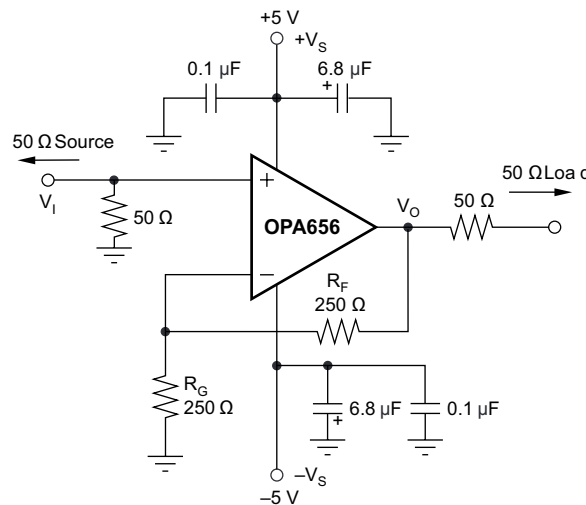 +5 V
+V_S
0.1 µF
6.8 µF
+
50 Ω Source
50 Ω Load
V_I
50 Ω
+
OPA656
−
V_O
50 Ω
R_F
250 Ω
R_G
250 Ω
6.8 µF
+
0.1 µF
−V_S
−5 V